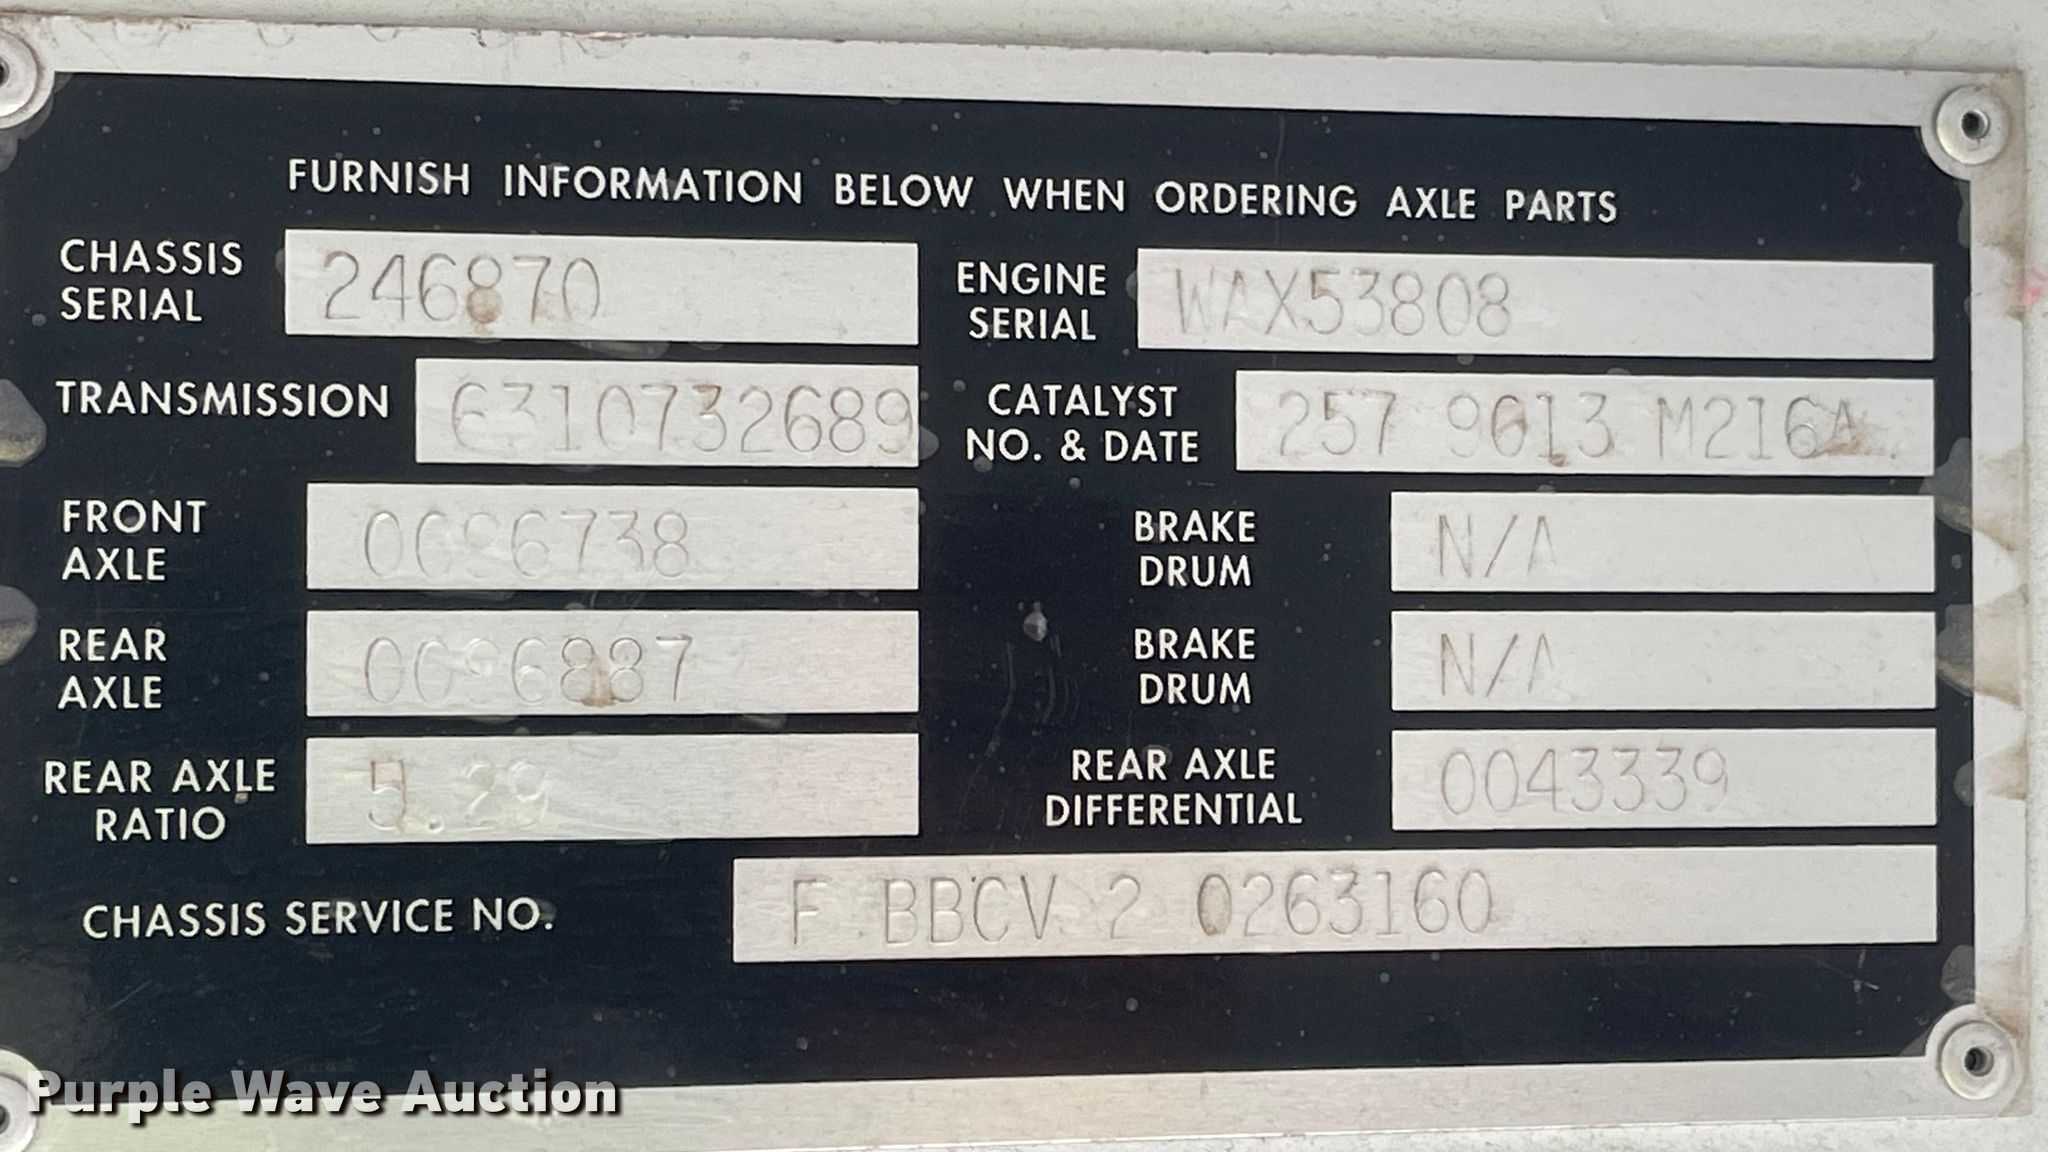 FURNISH INFORMATION BELOW WHEN ORDERING AXLE PARTS
CHASSIS SERIAL 246870
ENGINE SERIAL WAX53808
TRANSMISSION 6310732689
CATALYST NO. & DATE 257 9613 M216A
FRONT AXLE
BRAKE DRUM N/A
REAR AXLE
BRAKE DRUM N/A
REAR AXLE RATIO 5.29
REAR AXLE DIFFERENTIAL 0043339
CHASSIS SERVICE NO. F BBCV 2 0263160
Purple Wave Auction